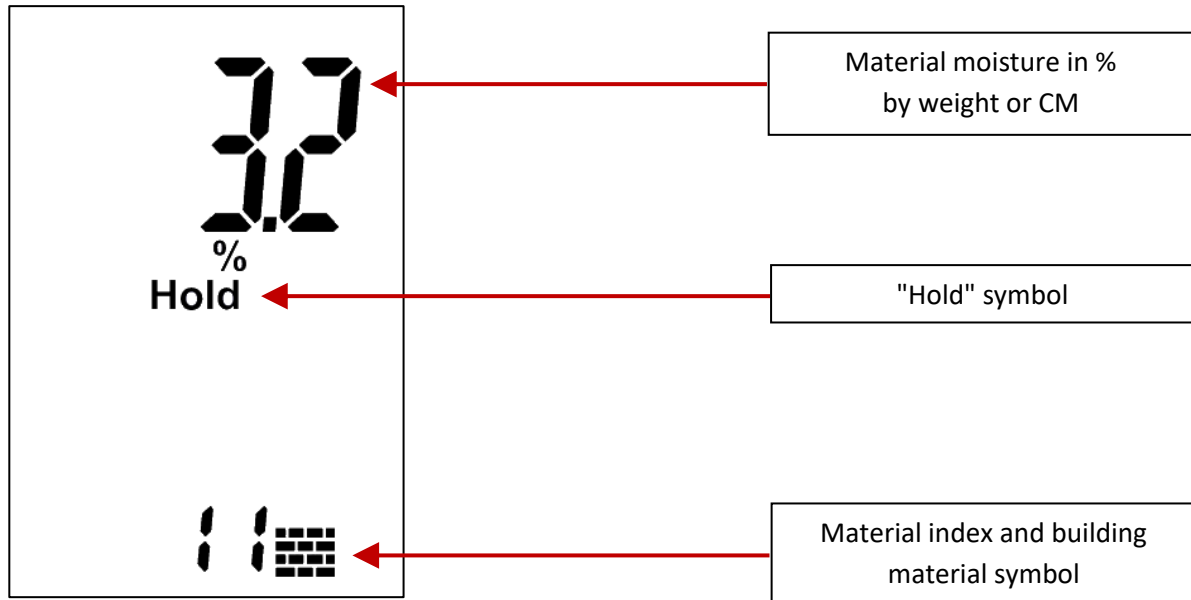 3.2
Material moisture in %
by weight or CM
%
Hold
"Hold" symbol
11
Material index and building
material symbol